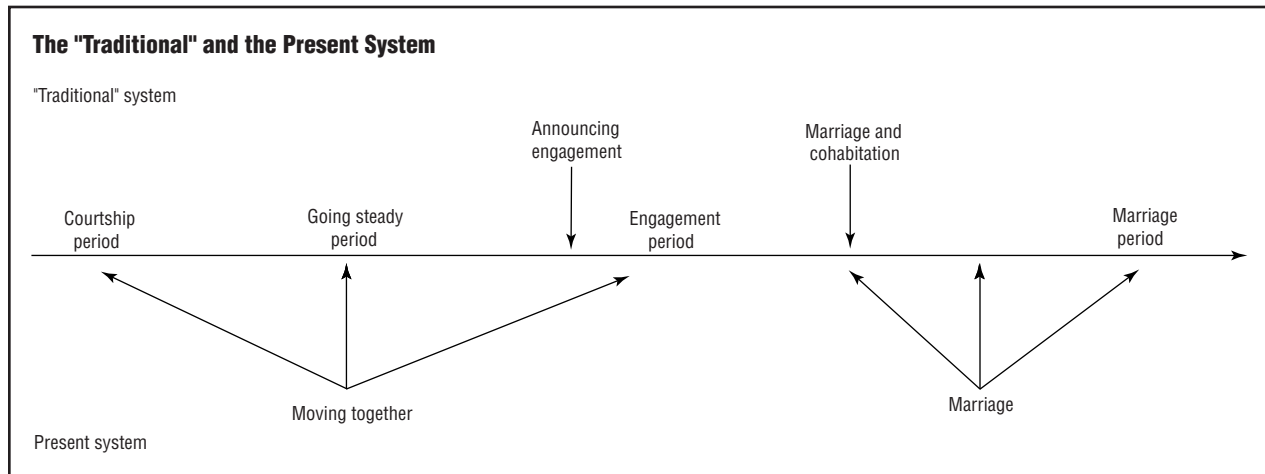 The "Traditional" and the Present System
"Traditional" system
Announcing
engagement
Marriage and
cohabitation
Courtship
period
Going steady
period
Engagement
period
Marriage
period
Moving together
Marriage
Present system